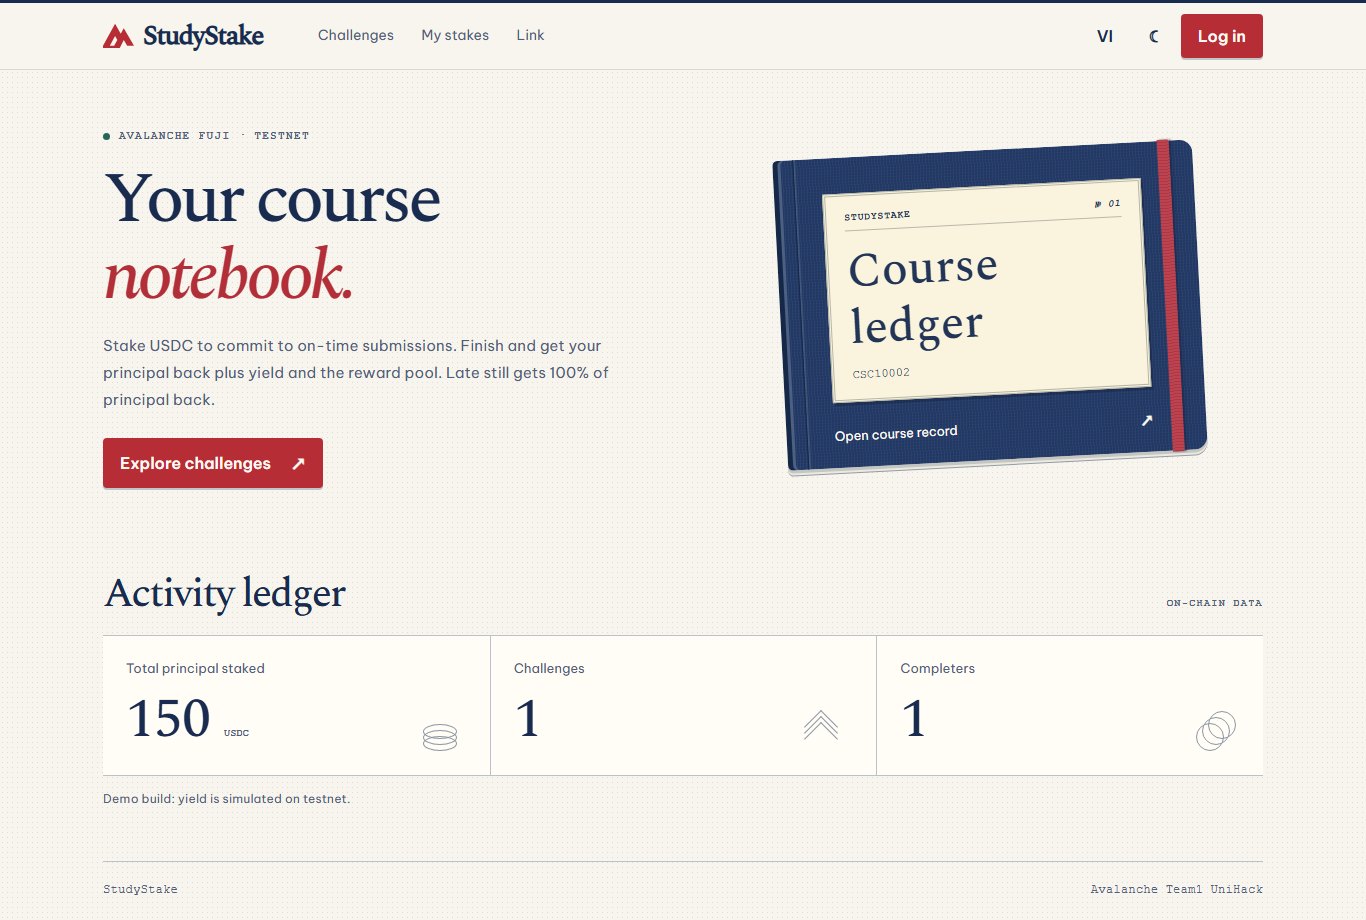 StudyStake
Challenges
My stakes
Link
VI
Log in
AVALANCHE FUJI · TESTNET
Your course
notebook.
Stake USDC to commit to on-time submissions. Finish and get your
principal back plus yield and the reward pool. Late still gets 100% of
principal back.
Explore challenges ↗
STUDYSTAKE
№ 01
Course
ledger
CSC10002
Open course record ↗
Activity ledger
ON-CHAIN DATA
Total principal staked
150 USDC
Challenges
1
Completers
1
Demo build: yield is simulated on testnet.
StudyStake
Avalanche Team1 UniHack